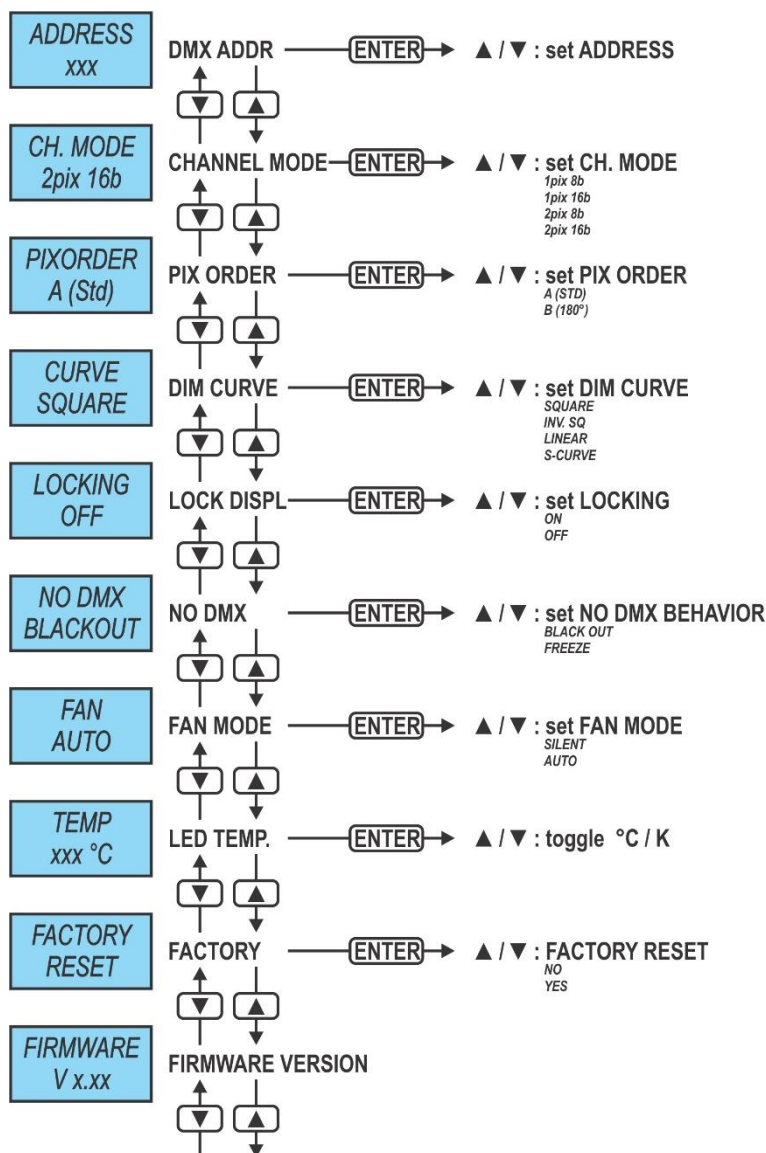 ADDRESS
xxx
DMX ADDR ENTER ▲ / ▼ : set ADDRESS
▼ ▲
CH. MODE
2pix 16b
CHANNEL MODE ENTER ▲ / ▼ : set CH. MODE
1pix 8b
1pix 16b
2pix 8b
2pix 16b
▼ ▲
PIXORDER
A (Std)
PIX ORDER ENTER ▲ / ▼ : set PIX ORDER
A (STD)
B (180°)
▼ ▲
CURVE
SQUARE
DIM CURVE ENTER ▲ / ▼ : set DIM CURVE
SQUARE
INV. SQ
LINEAR
S-CURVE
▼ ▲
LOCKING
OFF
LOCK DISPL ENTER ▲ / ▼ : set LOCKING
ON
OFF
▼ ▲
NO DMX
BLACKOUT
NO DMX ENTER ▲ / ▼ : set NO DMX BEHAVIOR
BLACK OUT
FREEZE
▼ ▲
FAN
AUTO
FAN MODE ENTER ▲ / ▼ : set FAN MODE
SILENT
AUTO
▼ ▲
TEMP
xxx °C
LED TEMP. ENTER ▲ / ▼ : toggle °C / K
▼ ▲
FACTORY
RESET
FACTORY ENTER ▲ / ▼ : FACTORY RESET
NO
YES
▼ ▲
FIRMWARE
V x.xx
FIRMWARE VERSION
▼ ▲